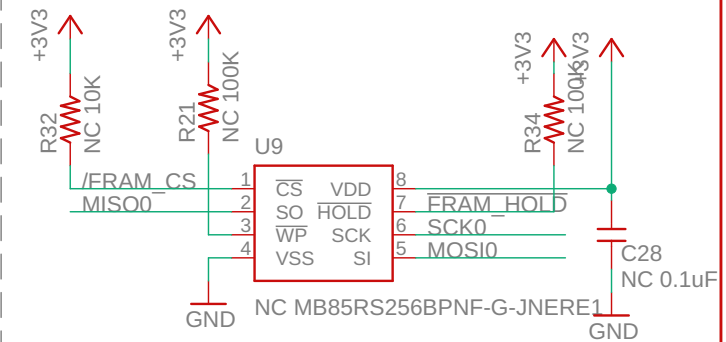 +3V3
R32
NC 10K
+3V3
R21
NC 100K
+3V3
R34
NC 100K
+3V3
U9
/FRAM_CS
MISO0
1
2
3
4
CS
SO
WP
VSS
VDD
HOLD
SCK
SI
8
7
6
5
FRAM_HOLD
SCK0
MOSI0
C28
NC 0.1uF
GND
NC MB85RS256BPNF-G-JNERE1
GND